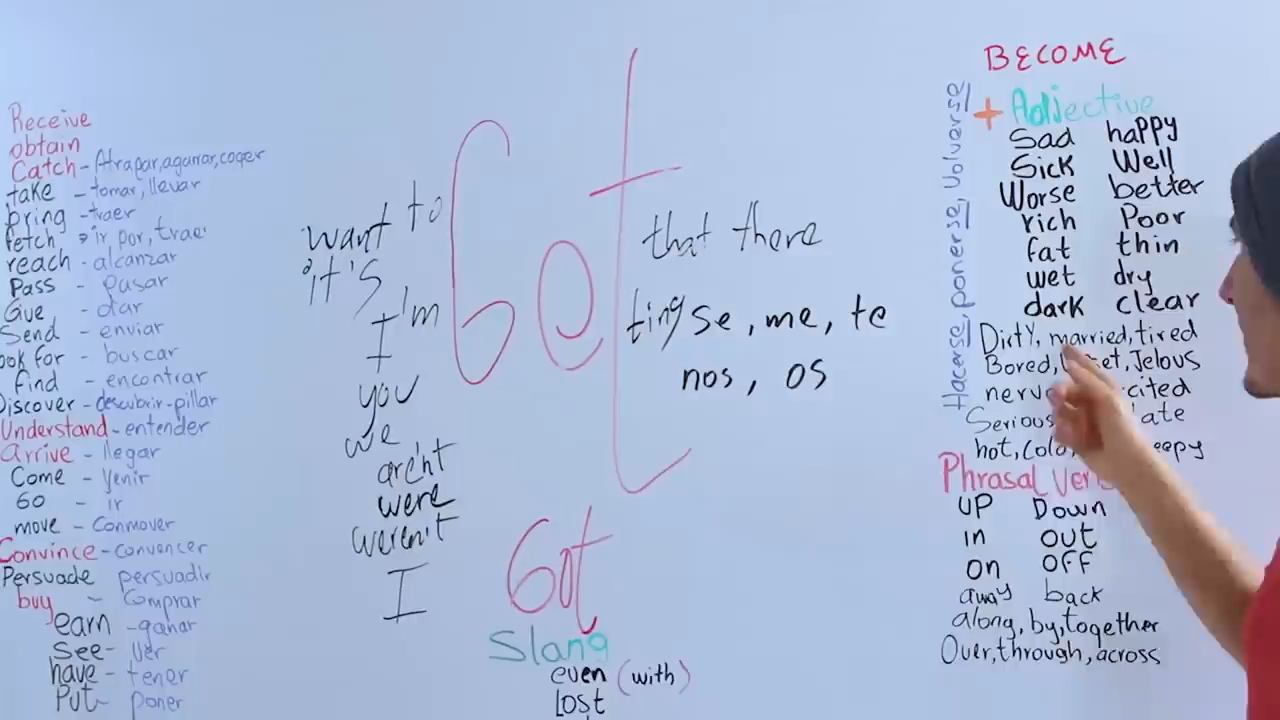 Receive
obtain
Catch - Atrapar, agarrar, coger
take - tomar, llevar
bring - traer
fetch ir, por, trae
reach - alcanzar
Pass - pasar
Give - dar
Send - enviar
ook for - buscar
find - encontrar
Discover - descubrir - pillar
Understand - entender
arrive - llegar
Come - venir
Go - ir
move - Conmover
Convince - convencer
Persuade persuadir
buy - Comprar
earn - ganar
See - ver
have - tener
Put - poner
want to
it's
I'm
I
you
we
are'nt
were
weren't
I
Get
that there
ting se, me, te
nos, os
Got
Slang
even (with)
Lost
BECOME
+ Adjective
Hacerse, ponerse, Volverse
Sad happy
Sick Well
Worse better
rich Poor
fat thin
wet dry
dark clear
Dirty, married, tired
Bored, Jelous
Serious
hot,
Phrasal
UP Down
in out
on OFF
away back
along, by, together
Over, through, across